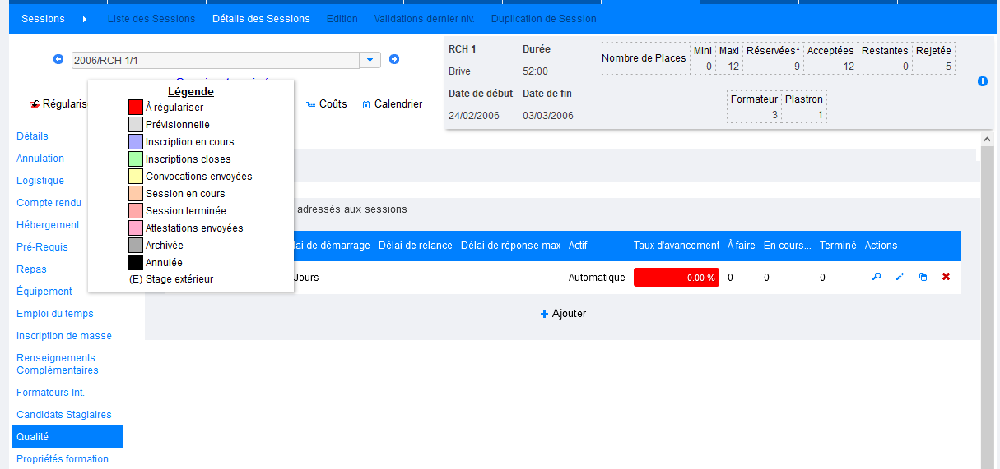 Sessions Liste des Sessions Détails des Sessions Edition Validations dernier niv. Duplication de Session
2006/RCH 1/1
RCH 1 Durée
Brive 52:00
Date de début Date de fin
24/02/2006 03/03/2006
Nombre de Places Mini Maxi Réservées* Acceptées Restantes Rejetée
0 12 9 12 0 5
Formateur Plastron
3 1
Régularis Coûts Calendrier
Légende
À régulariser
Prévisionnelle
Inscription en cours
Inscriptions closes
Convocations envoyées
Session en cours
Session terminée
Attestations envoyées
Archivée
Annulée
(E) Stage extérieur
Détails
Annulation
Logistique
Compte rendu
Hébergement
Pré-Requis
Repas
Équipement
Emploi du temps
Inscription de masse
Renseignements
Complémentaires
Formateurs Int.
Candidats Stagiaires
Qualité
Propriétés formation
adressés aux sessions
lai de démarrage Délai de relance Délai de réponse max Actif Taux d'avancement À faire En cours... Terminé Actions
Jours Automatique 0.00 % 0 0 0
Ajouter